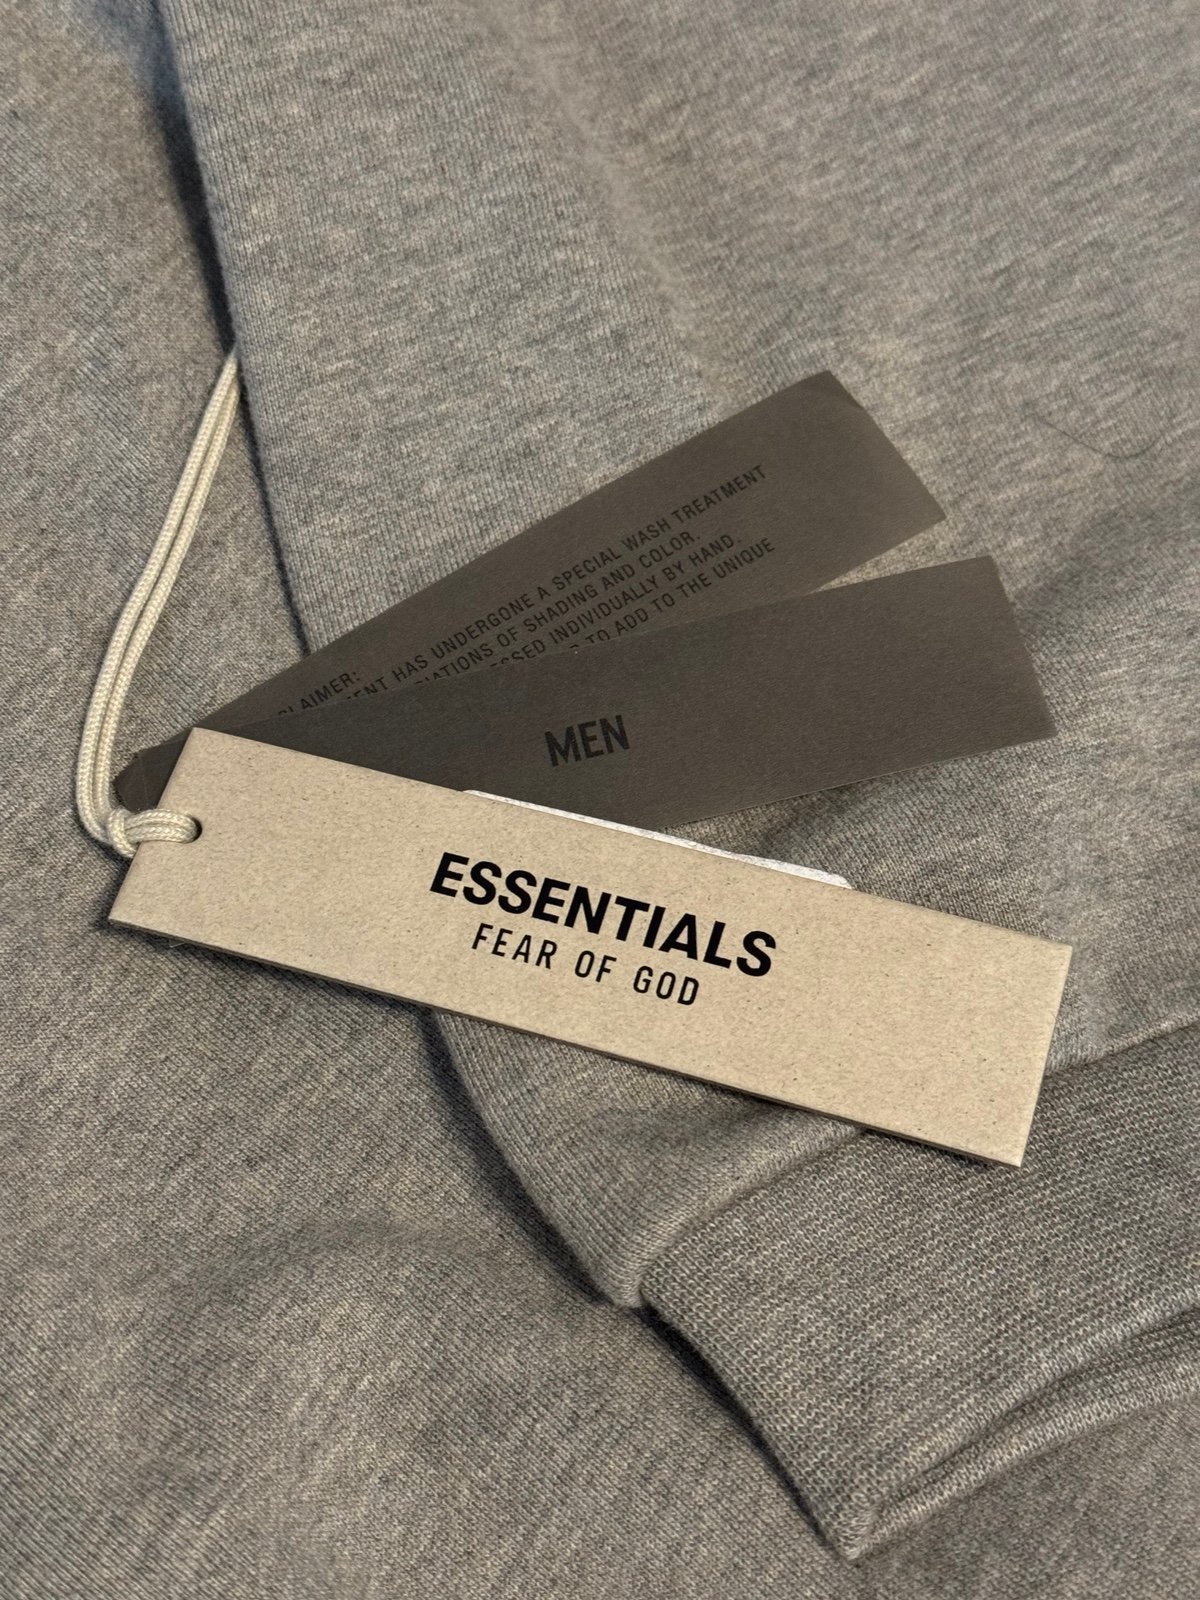 HAS UNDERGONE A SPECIAL WASH TREATMENT
OF SHADING AND COLOR.
INDIVIDUALLY BY HAND.
TO ADD TO THE UNIQUE
MEN
ESSENTIALS
FEAR OF GOD